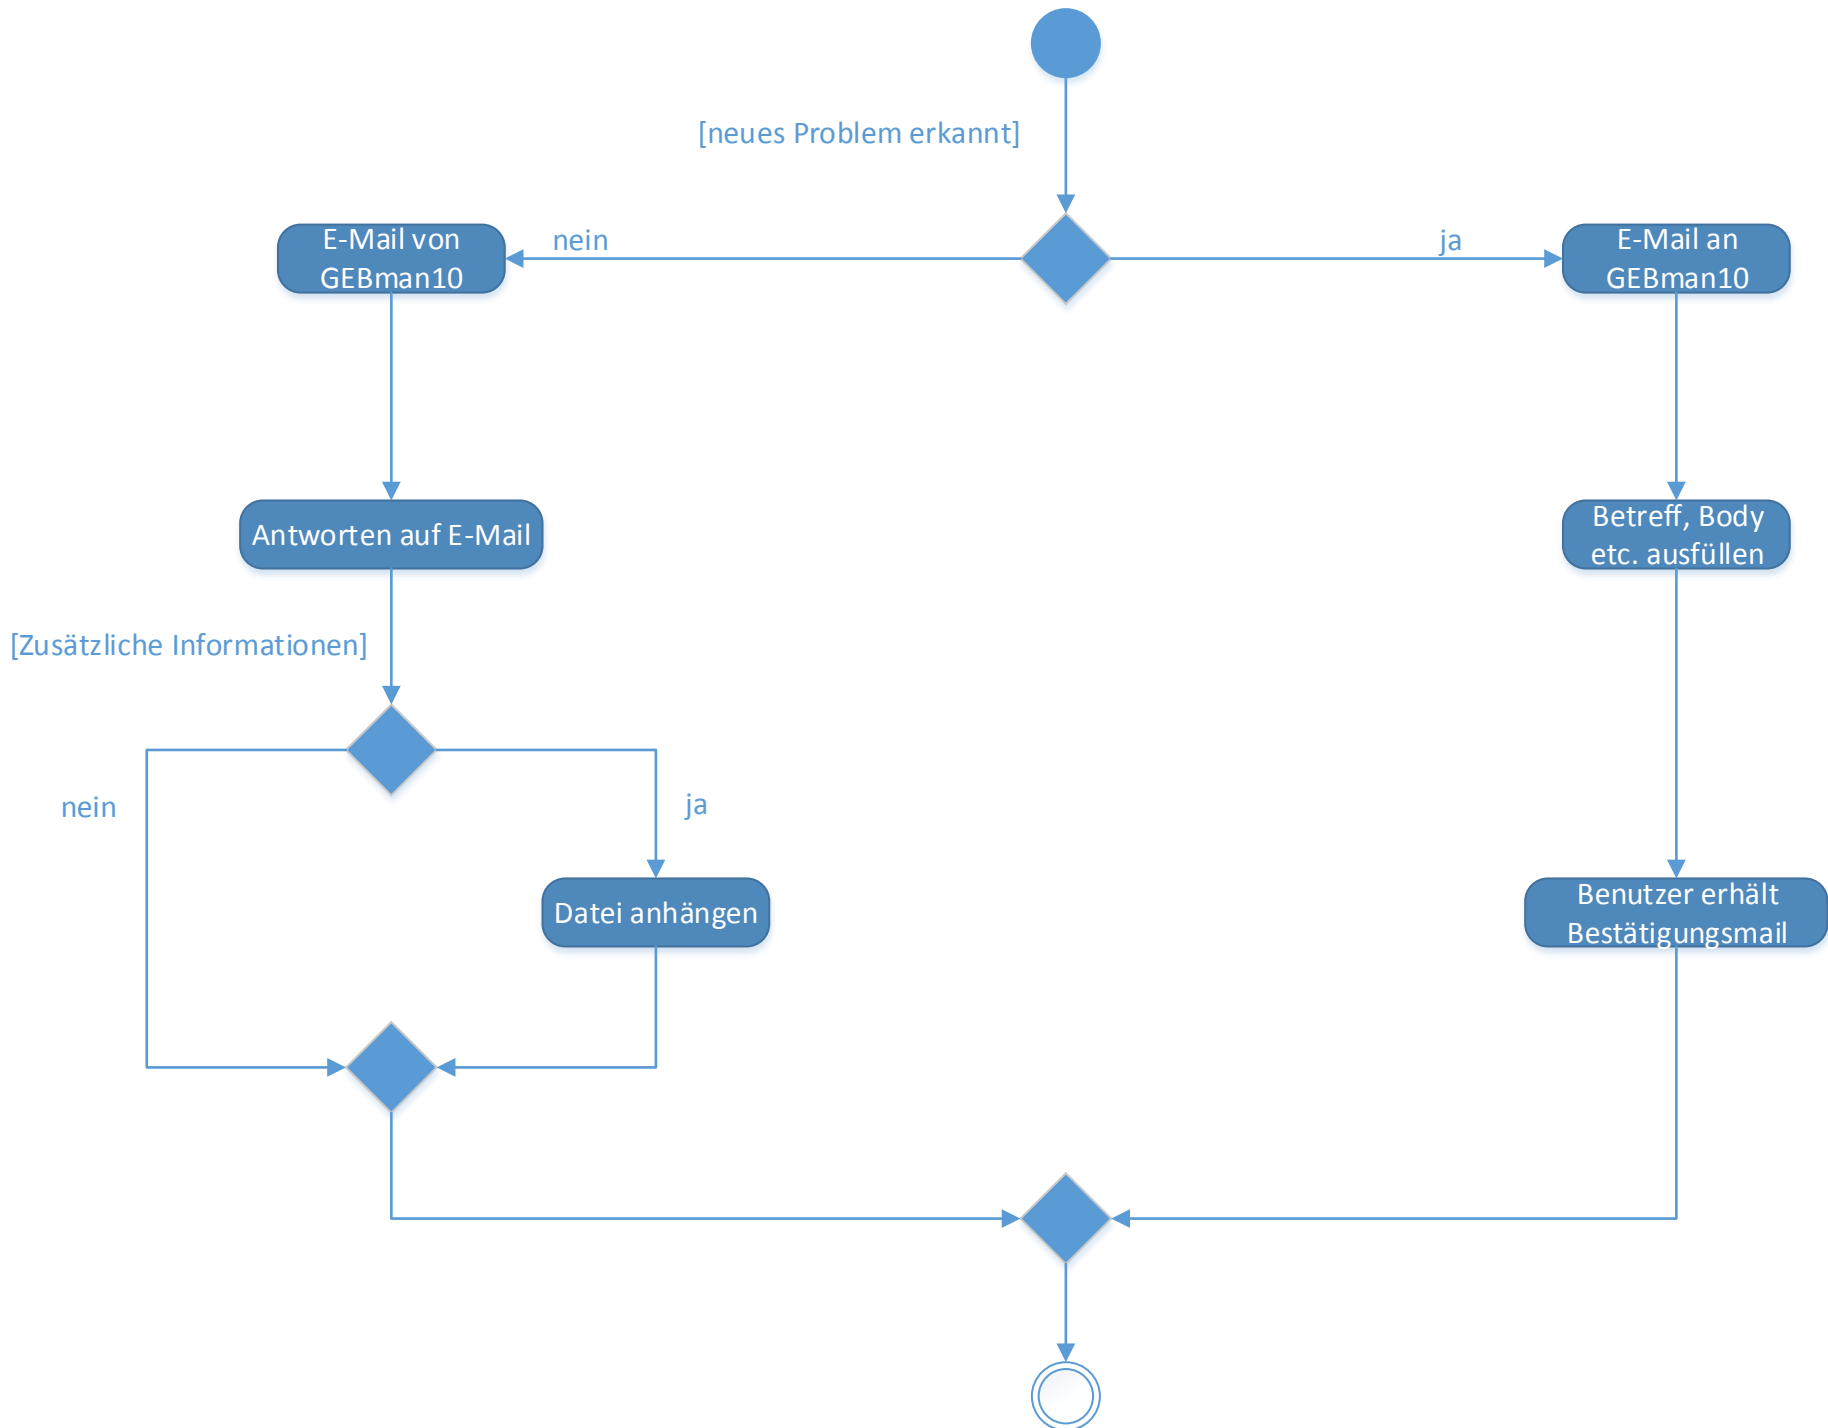 [neues Problem erkannt]
E-Mail von
GEBman10
nein
ja
E-Mail an
GEBman10
Antworten auf E-Mail
Betreff, Body
etc. ausfüllen
[Zusätzliche Informationen]
nein
ja
Datei anhängen
Benutzer erhält
Bestätigungsmail